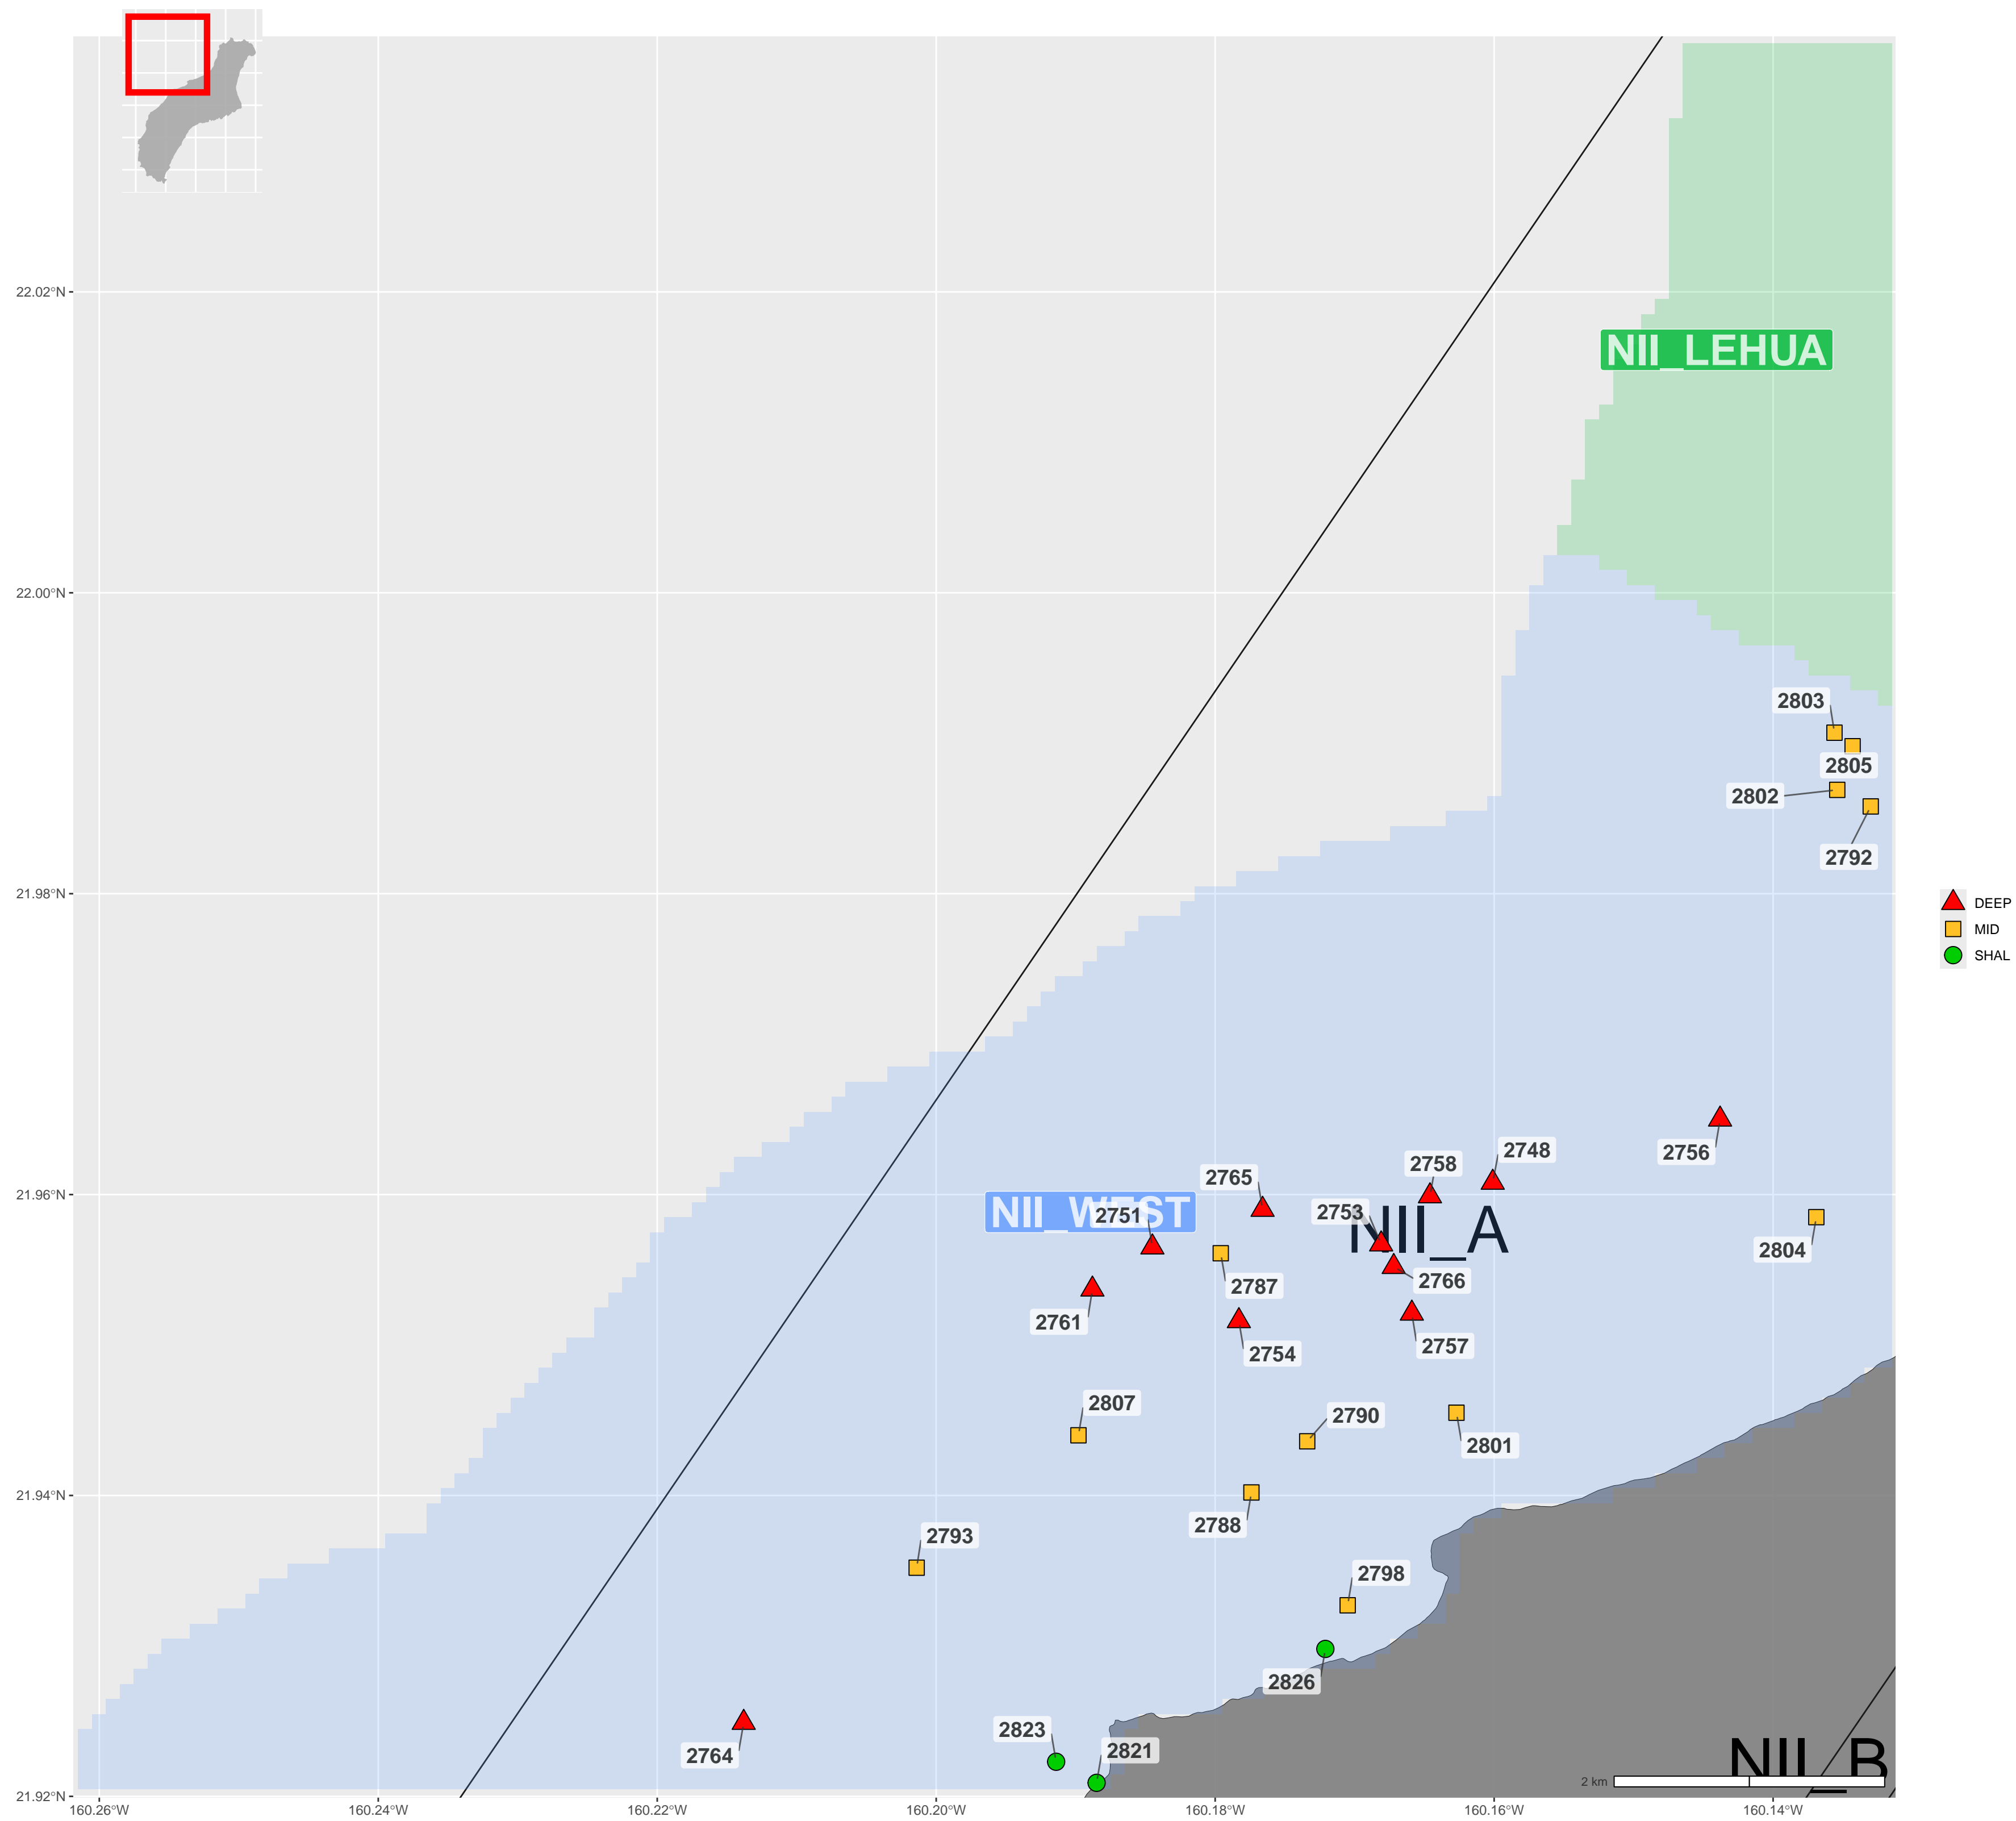 22.02°N
NII_LEHUA
22.00°N
2803
2805
2802
2792
21.98°N
DEEP
MID
SHAL
2748
2756
2758
2765
21.96°N
NII_WEST
2751
2753
NII_A
2804
2766
2787
2761
2757
2754
2807
2790
2801
21.94°N
2788
2793
2798
2826
2823
2821
2764
NII_B
2 km
21.92°N
160.26°W 160.24°W 160.22°W 160.20°W 160.18°W 160.16°W 160.14°W